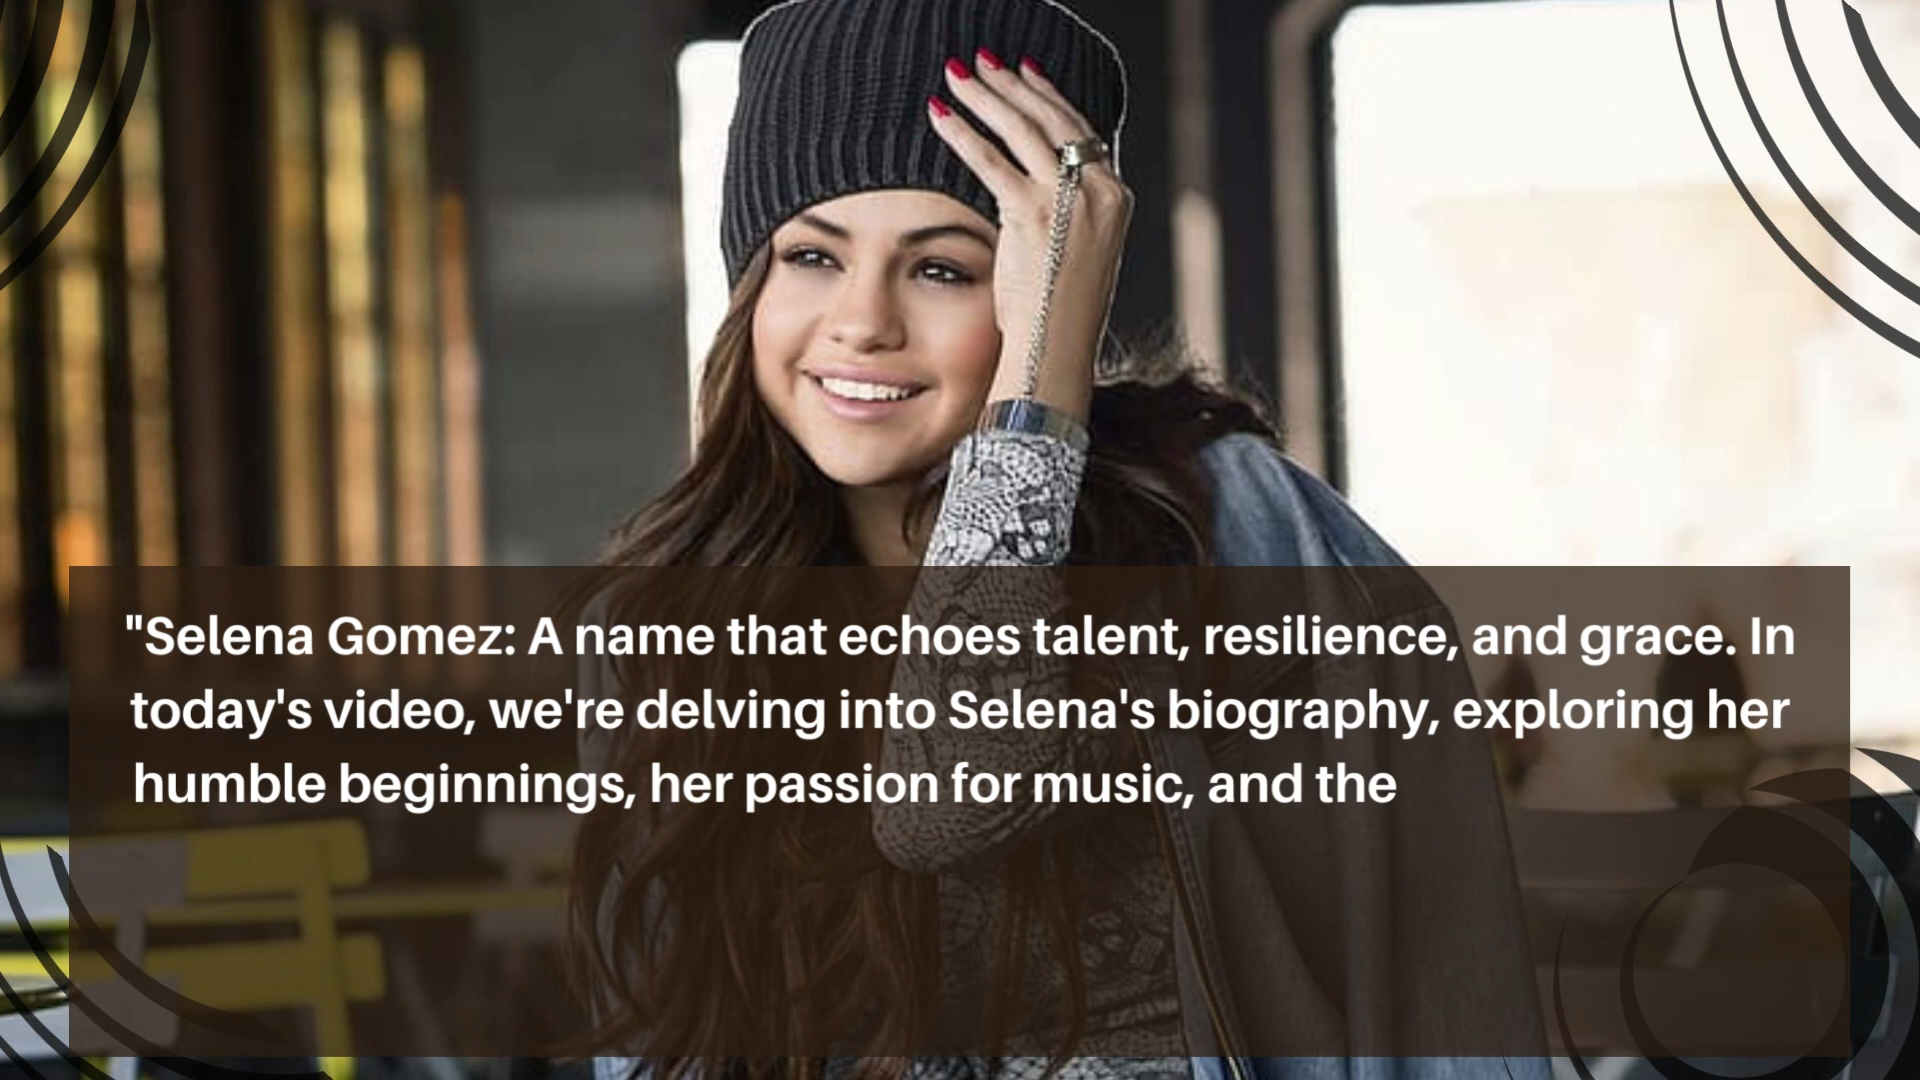 "Selena Gomez: A name that echoes talent, resilience, and grace. In
today's video, we're delving into Selena's biography, exploring her
humble beginnings, her passion for music, and the